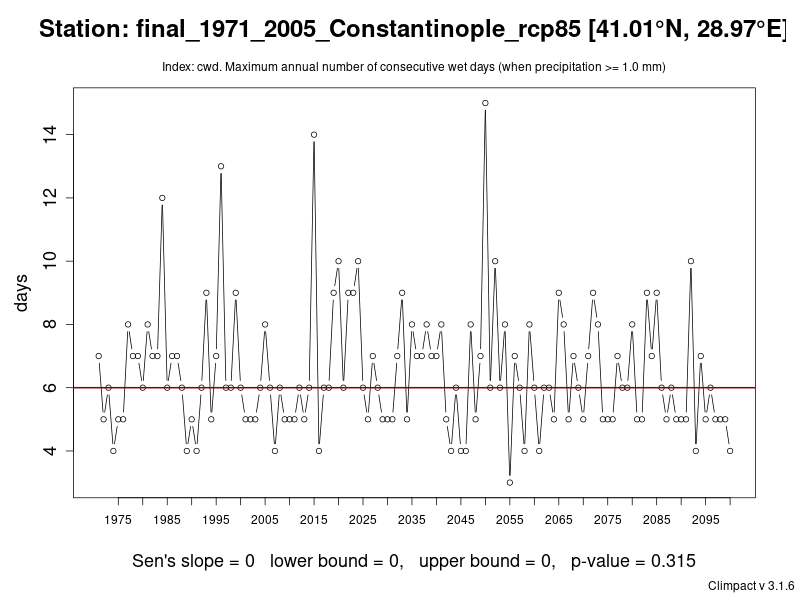 Station: final_1971_2005_Constantinople_rcp85 [41.01°N, 28.97°E]
Index: cwd. Maximum annual number of consecutive wet days (when precipitation >= 1.0 mm)
14
12
10
8
6
4
days
1975 1985 1995 2005 2015 2025 2035 2045 2055 2065 2075 2085 2095
Sen's slope = 0 lower bound = 0, upper bound = 0, p-value = 0.315
Climpact v 3.1.6